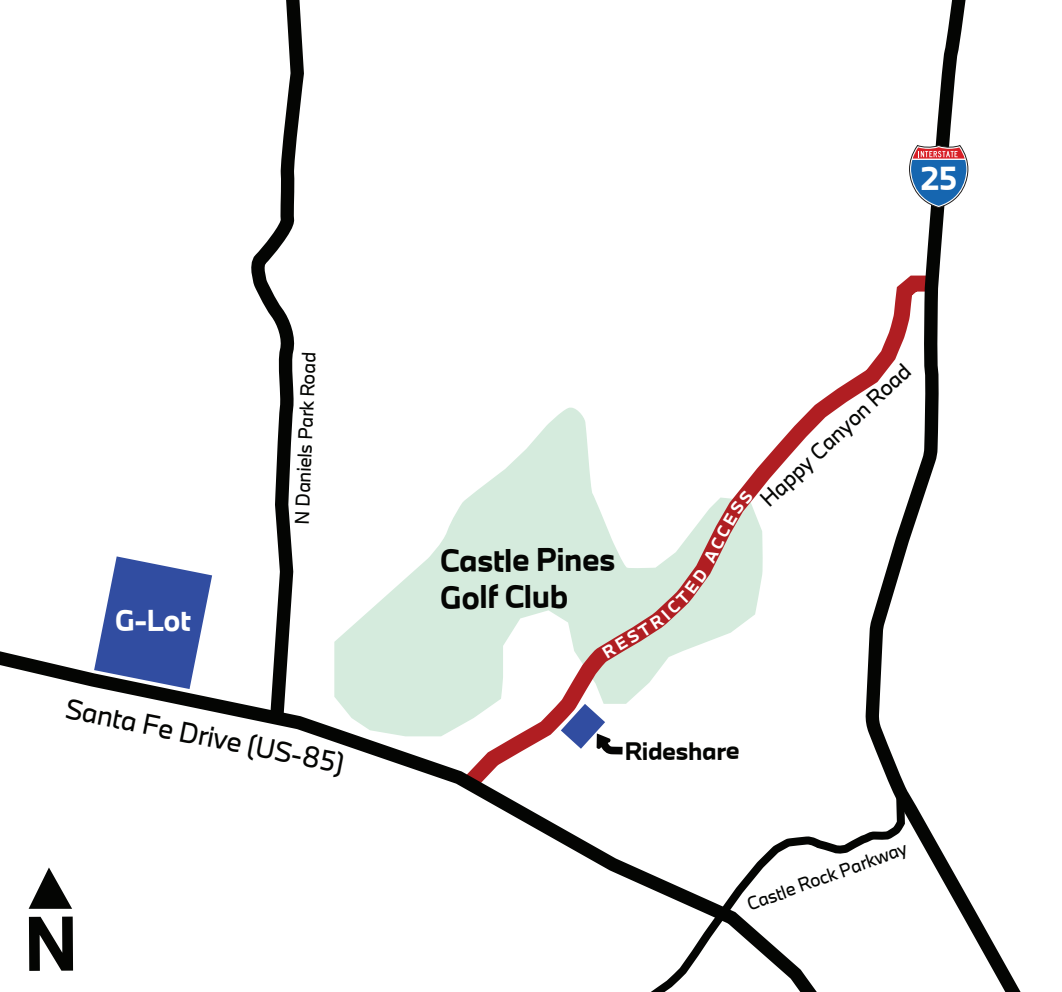 INTERSTATE
25
N Daniels Park Road
Happy Canyon Road
RESTRICTED ACCESS
Castle Pines
Golf Club
G-Lot
Santa Fe Drive (US-85)
Rideshare
Castle Rock Parkway
N